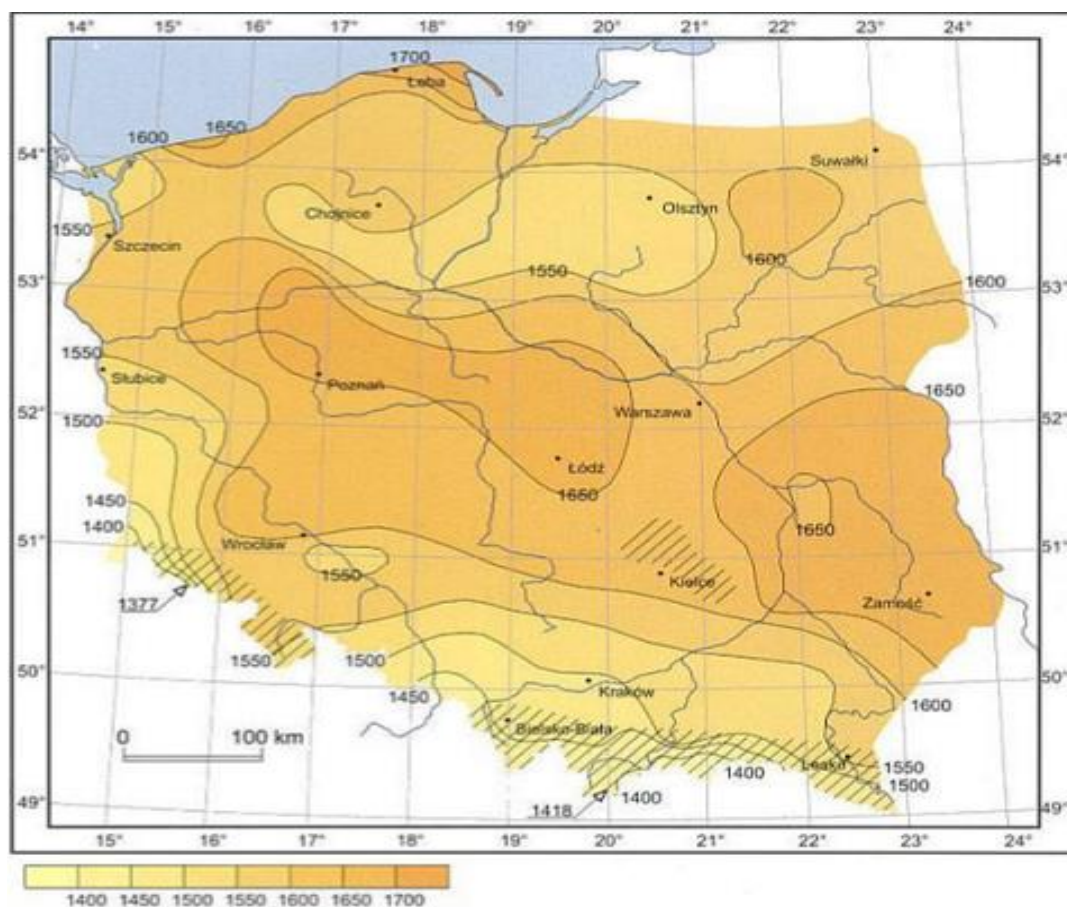 14° 15° 16° 17° 18° 19° 20° 21° 22° 23° 24°
1700
Łeba
1650
1600
54° 54°
Suwałki
Chojnice
Olsztyn
1550
Szczecin
53° 1550 1600 1600 53°
1550
Słubice
Poznań
1650
Warszawa
52° 52°
1500
Łódź
1650
1450
1650
1400
51° Wrocław 51°
1550
Kielce
1377
Zamość
1550 1500
50° 50°
1450
Kraków
1600
0 100 km
Bielsko-Biała
Lesko
1550
1400
1500
1400
49° 1418 49°
15° 16° 17° 18° 19° 20° 21° 22° 23° 24°
1400 1450 1500 1550 1600 1650 1700